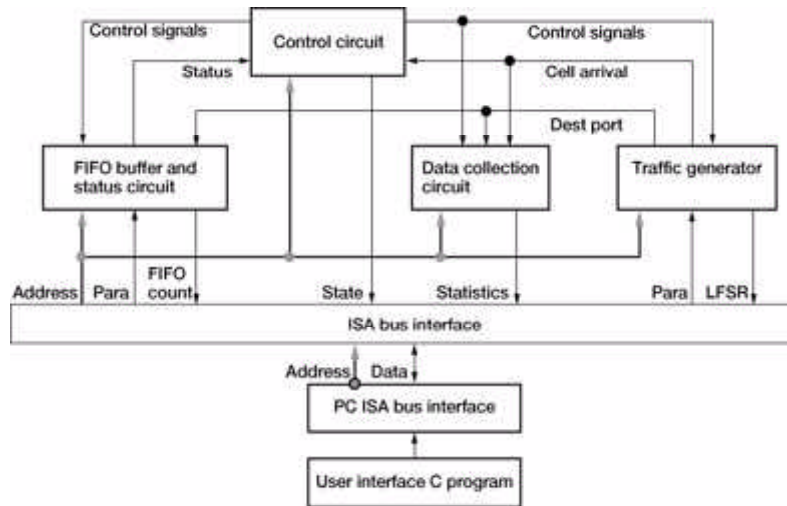 Control signals
Control circuit
Control signals
Status
Cell arrival
Dest port
FIFO buffer and
status circuit
Data collection
circuit
Traffic generator
Address
Para
FIFO
count
State
Statistics
Para
LFSR
ISA bus interface
Address
Data
PC ISA bus interface
User interface C program